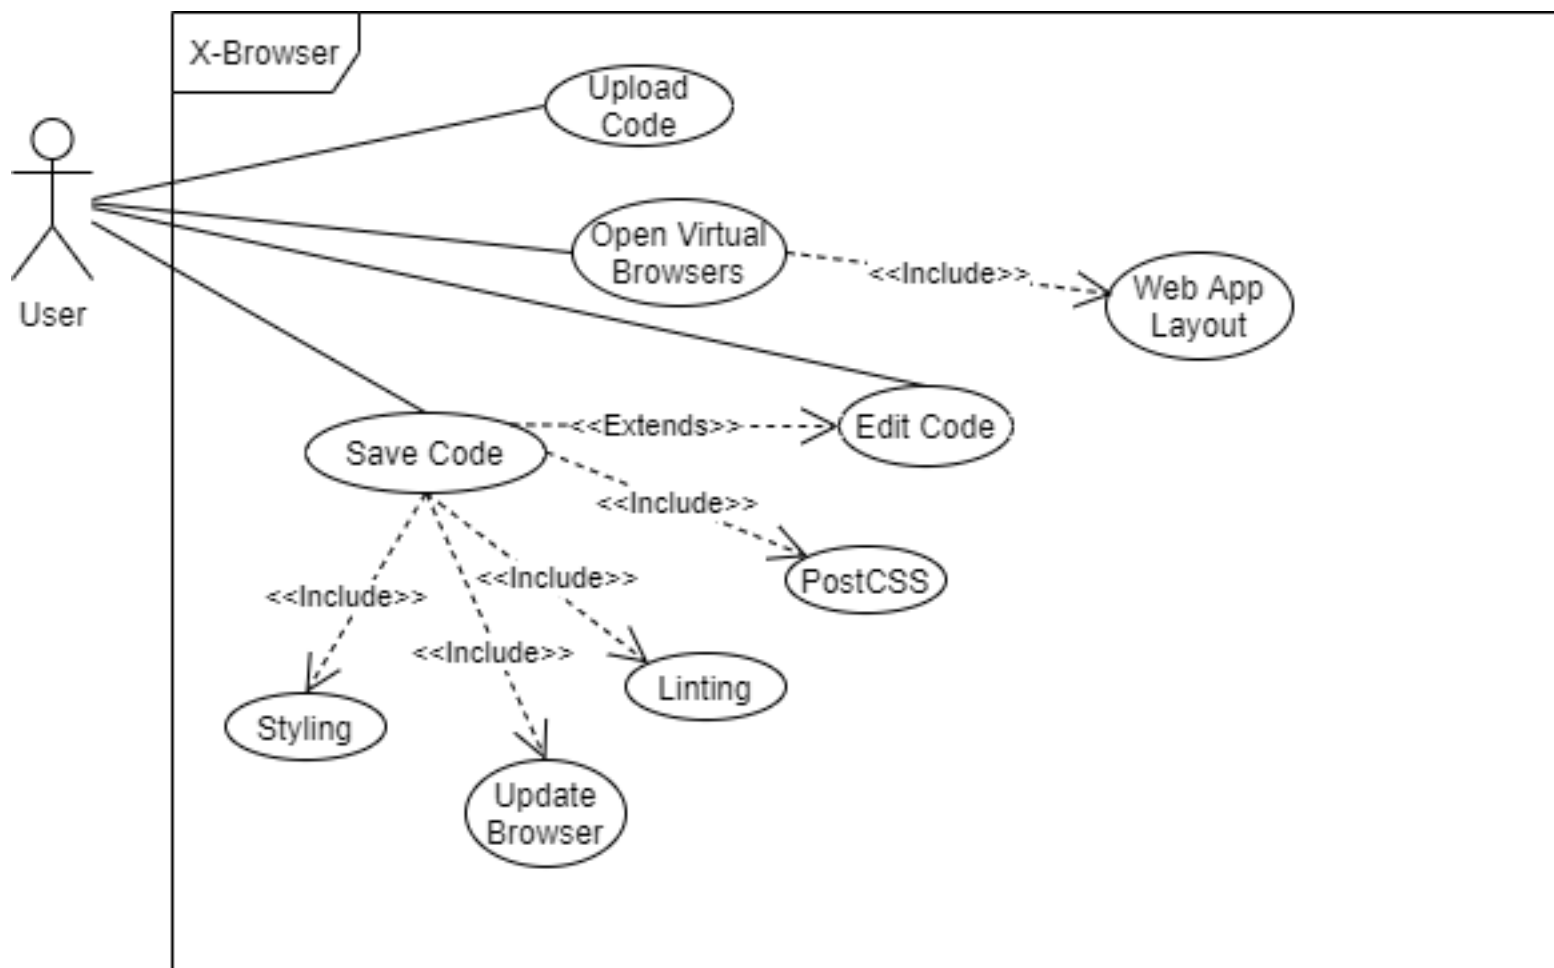 X-Browser
Upload
Code
User
Open Virtual
Browsers
<<Include>>
Web App
Layout
Save Code
<<Extends>>
Edit Code
<<Include>>
PostCSS
<<Include>>
<<Include>>
<<Include>>
Linting
Styling
Update
Browser